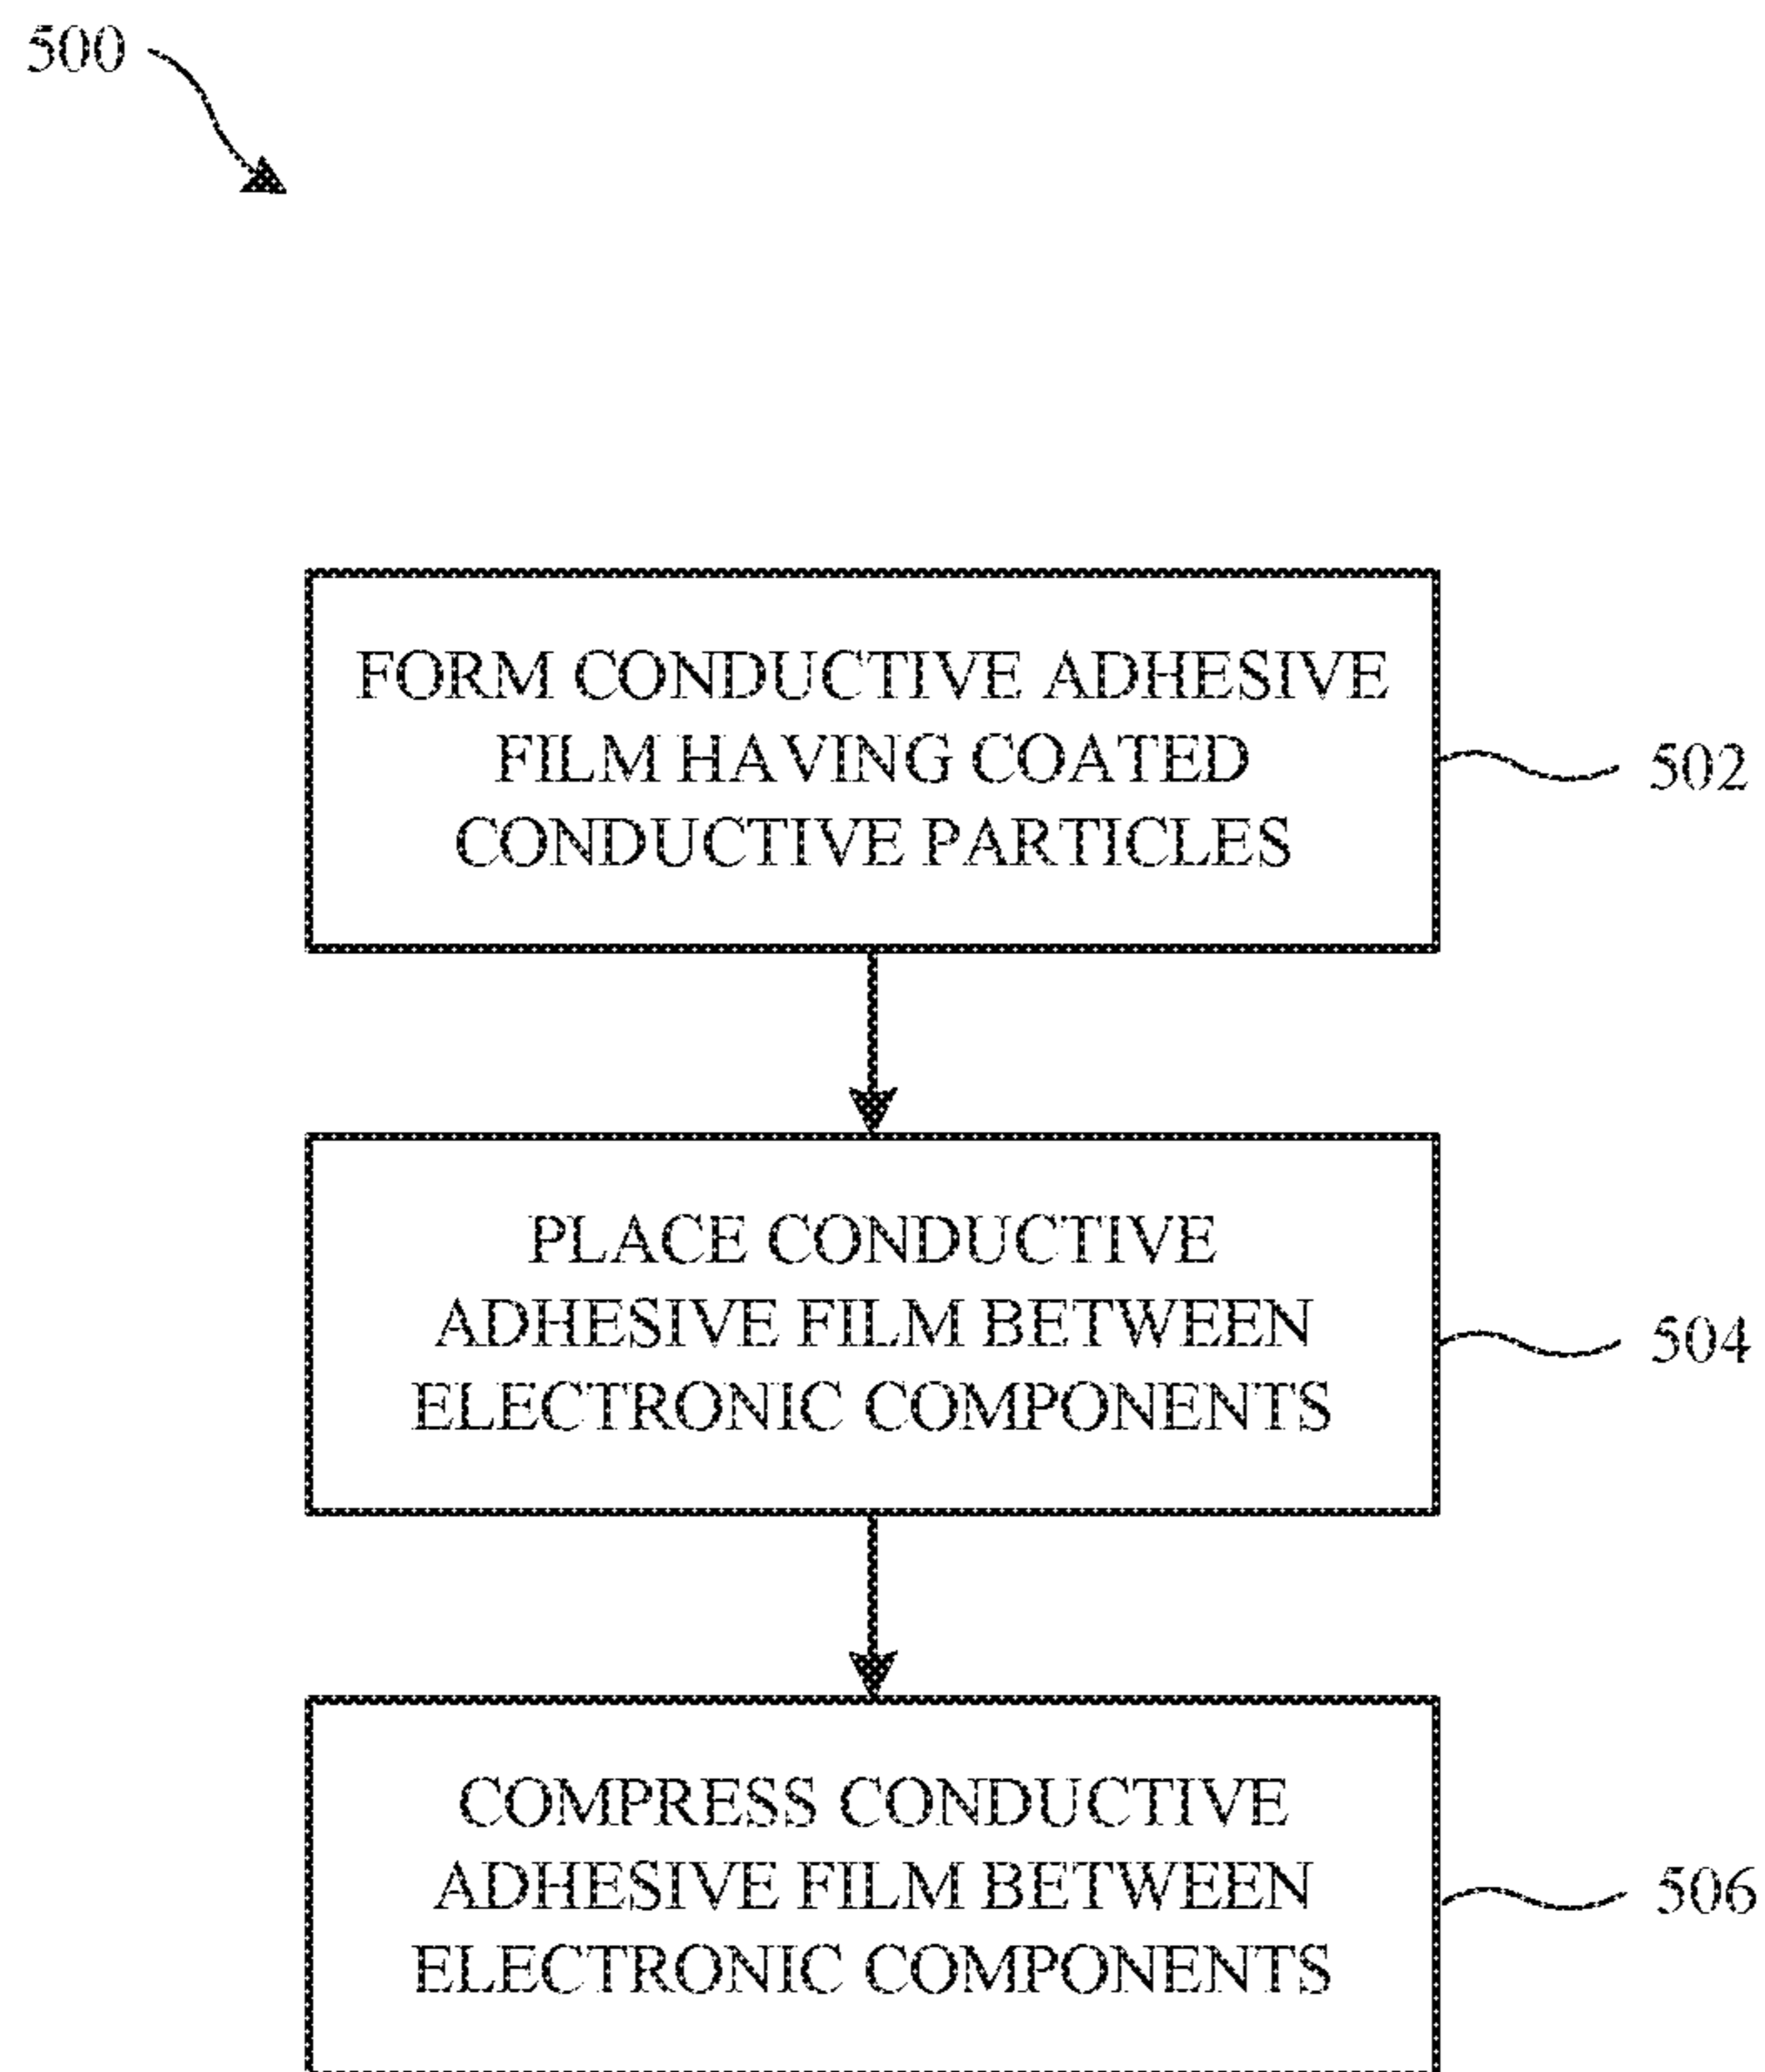 500
FORM CONDUCTIVE ADHESIVE
FILM HAVING COATED
CONDUCTIVE PARTICLES
502
PLACE CONDUCTIVE
ADHESIVE FILM BETWEEN
ELECTRONIC COMPONENTS
504
COMPRESS CONDUCTIVE
ADHESIVE FILM BETWEEN
ELECTRONIC COMPONENTS
506